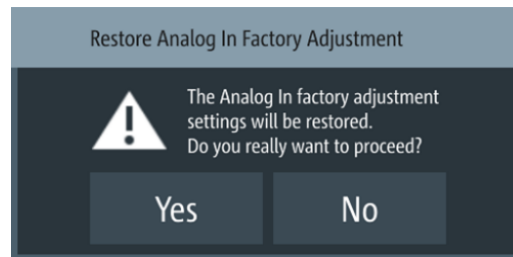 Restore Analog In Factory Adjustment
The Analog In factory adjustment
settings will be restored.
Do you really want to proceed?
Yes
No